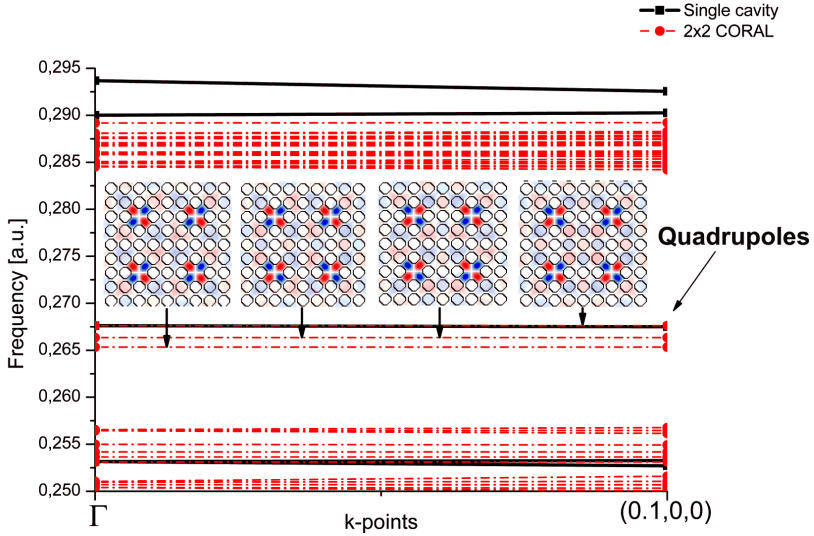 Single cavity
2x2 CORAL
0,295
0,290
0,285
0,280
0,275
0,270
0,265
0,260
0,255
0,250
Frequency [a.u.]
Quadrupoles
Γ
k-points
(0.1,0,0)